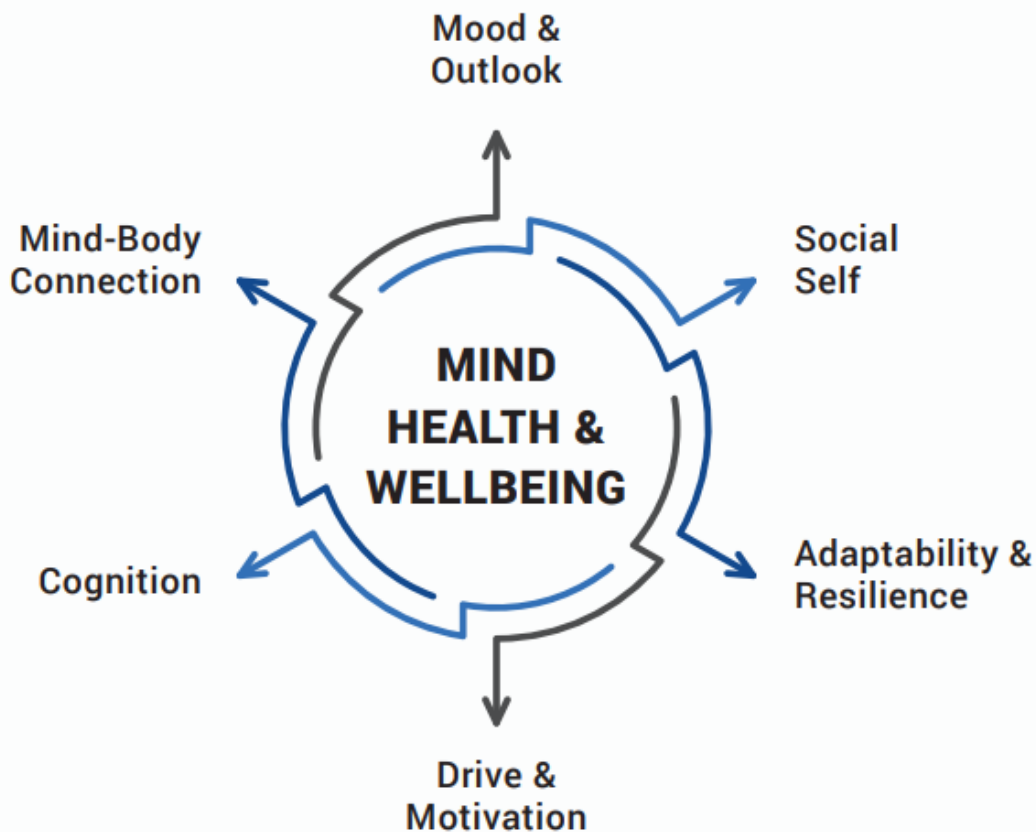 Mood &
Outlook
Mind-Body
Connection
Social
Self
MIND
HEALTH &
WELLBEING
Cognition
Adaptability &
Resilience
Drive &
Motivation